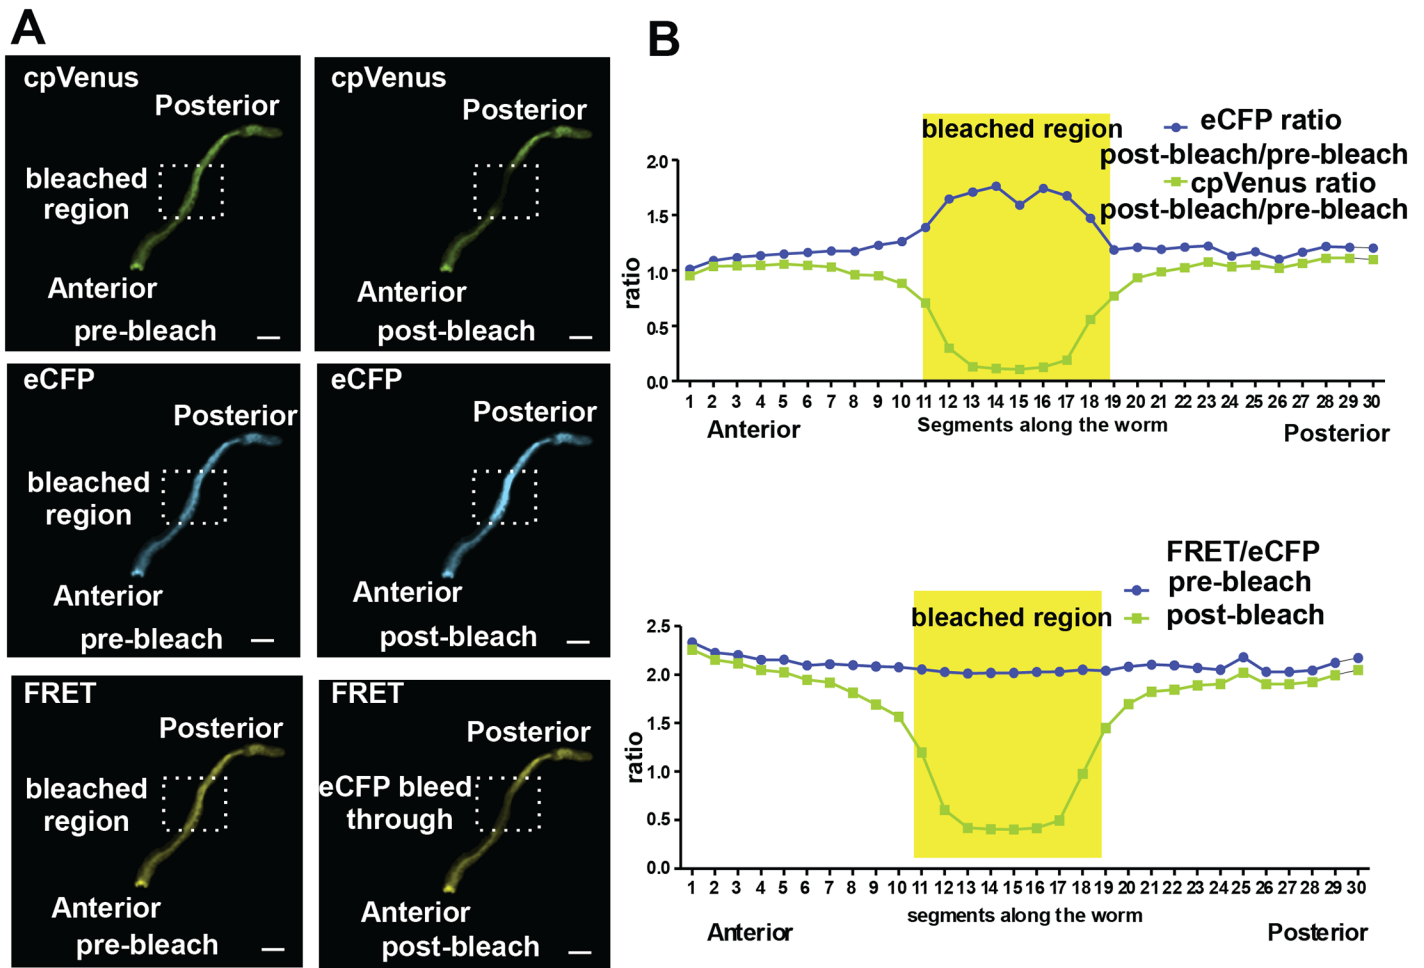 A
cpVenus
Posterior
bleached
region
Anterior
pre-bleach
cpVenus
Posterior
Anterior
post-bleach
eCFP
Posterior
bleached
region
Anterior
pre-bleach
eCFP
Posterior
Anterior
post-bleach
FRET
Posterior
bleached
region
Anterior
pre-bleach
FRET
Posterior
eCFP bleed
through
Anterior
post-bleach
B
bleached region
eCFP ratio
post-bleach/pre-bleach
cpVenus ratio
post-bleach/pre-bleach
2.0
1.5
1.0
0.5
0.0
ratio
1 2 3 4 5 6 7 8 9 10 11 12 13 14 15 16 17 18 19 20 21 22 23 24 25 26 27 28 29 30
Anterior
Segments along the worm
Posterior
FRET/eCFP
pre-bleach
post-bleach
bleached region
2.5
2.0
1.5
1.0
0.5
0.0
ratio
1 2 3 4 5 6 7 8 9 10 11 12 13 14 15 16 17 18 19 20 21 22 23 24 25 26 27 28 29 30
segments along the worm
Anterior
Posterior